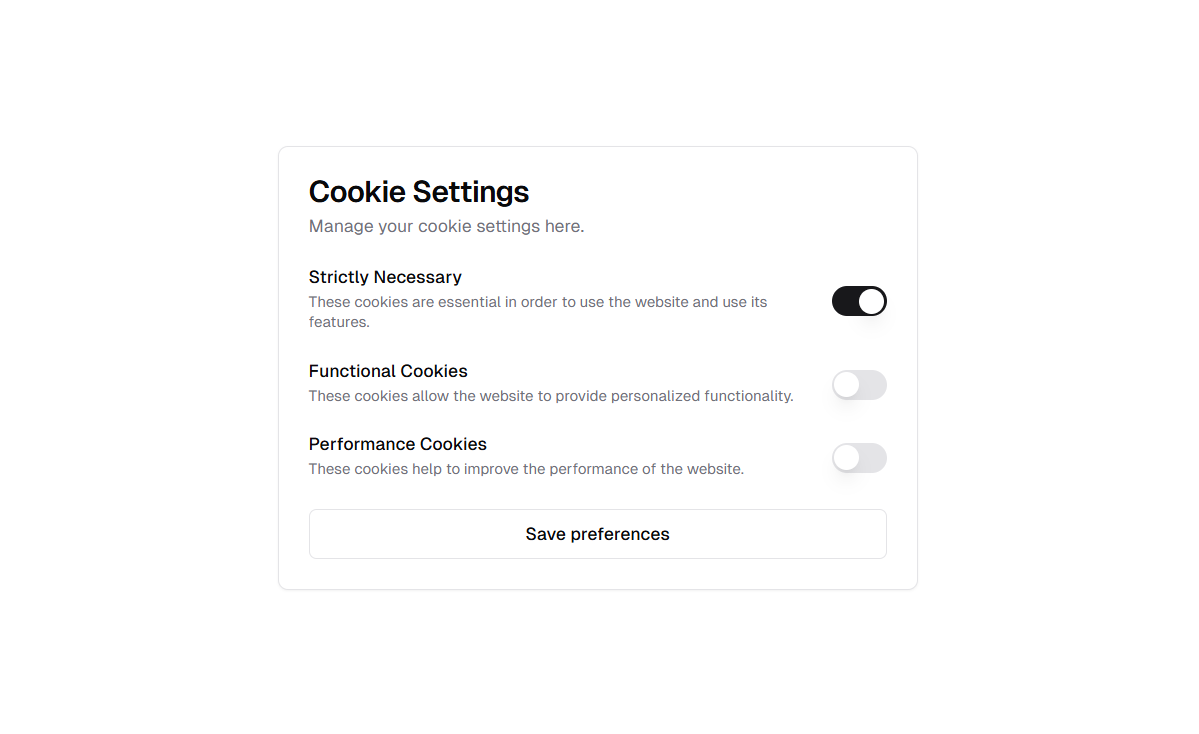 Cookie Settings
Manage your cookie settings here.
Strictly Necessary
These cookies are essential in order to use the website and use its
features.
Functional Cookies
These cookies allow the website to provide personalized functionality.
Performance Cookies
These cookies help to improve the performance of the website.
Save preferences